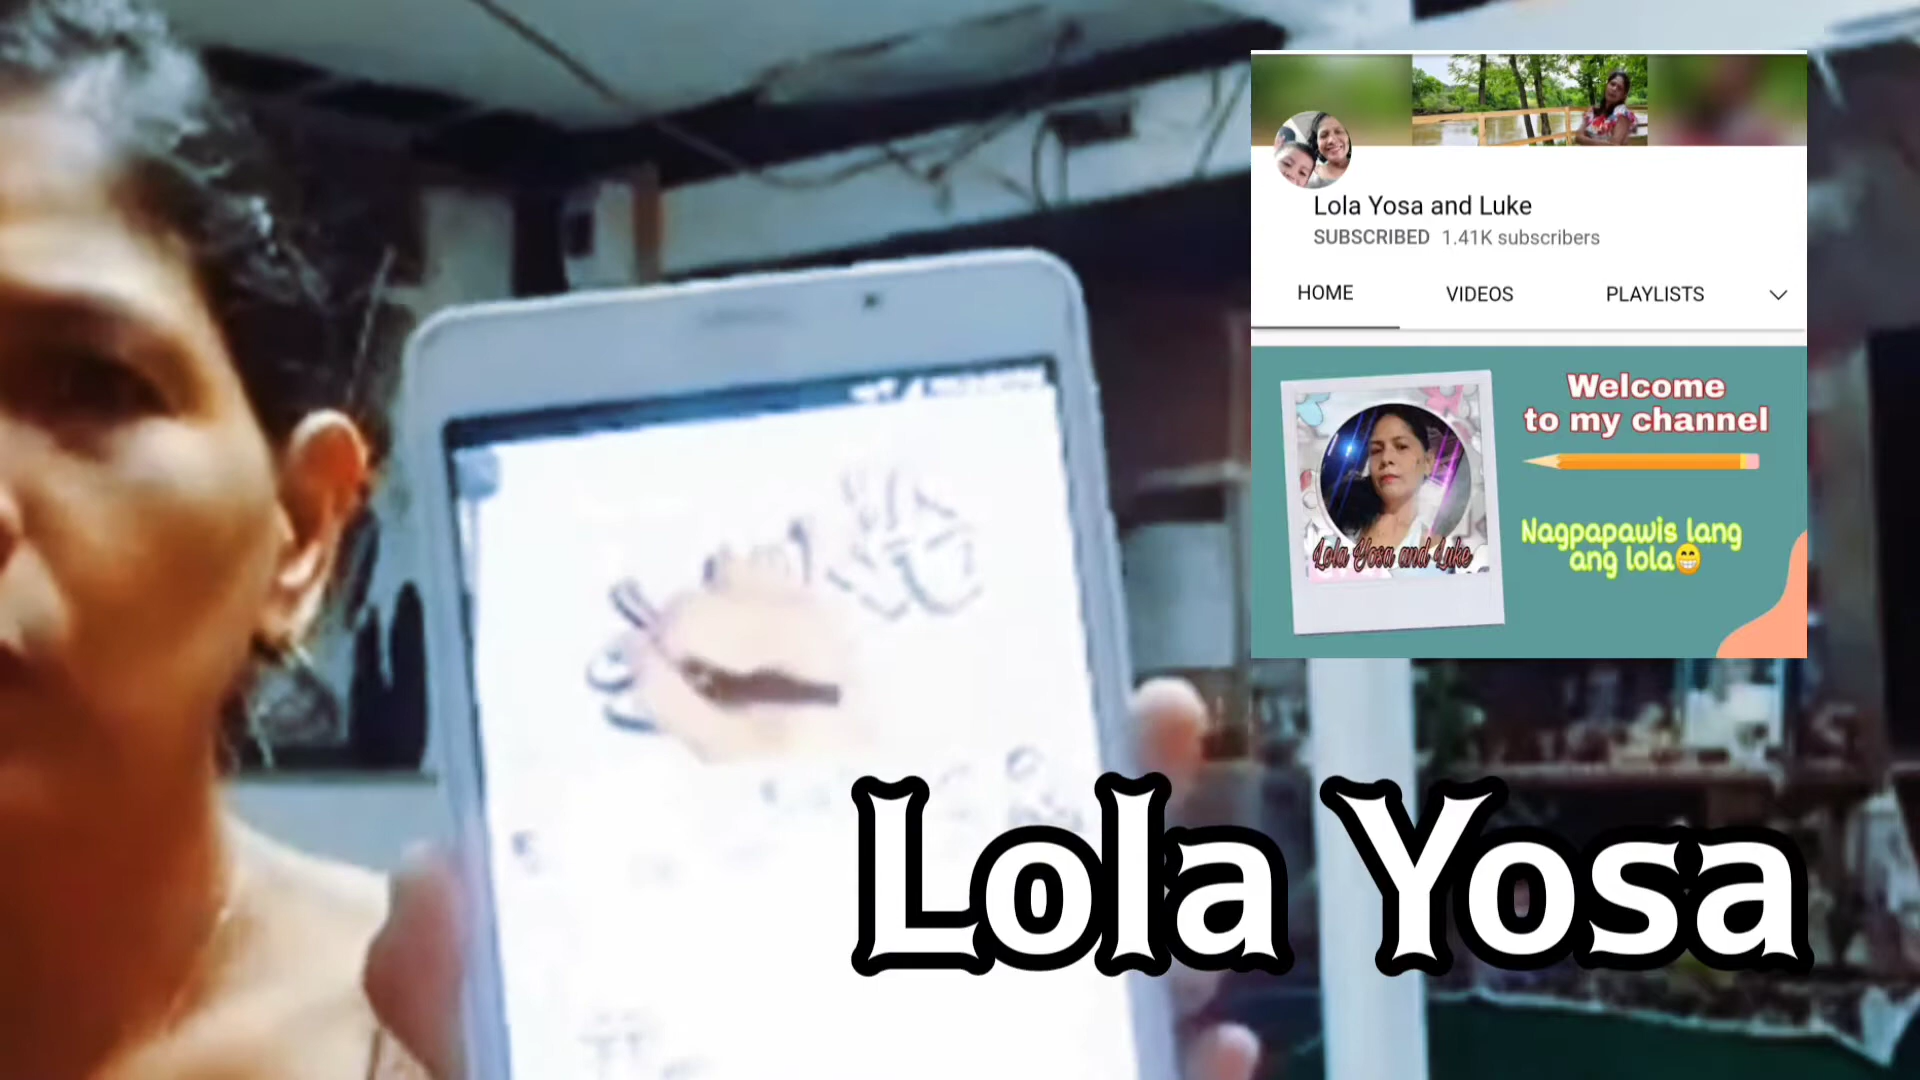 Lola Yosa and Luke
SUBSCRIBED 1.41K subscribers
HOME VIDEOS PLAYLISTS
Welcome
to my channel
Nagpapawis lang
ang lola😁
Lola Yosa and Luke
Lola Yosa